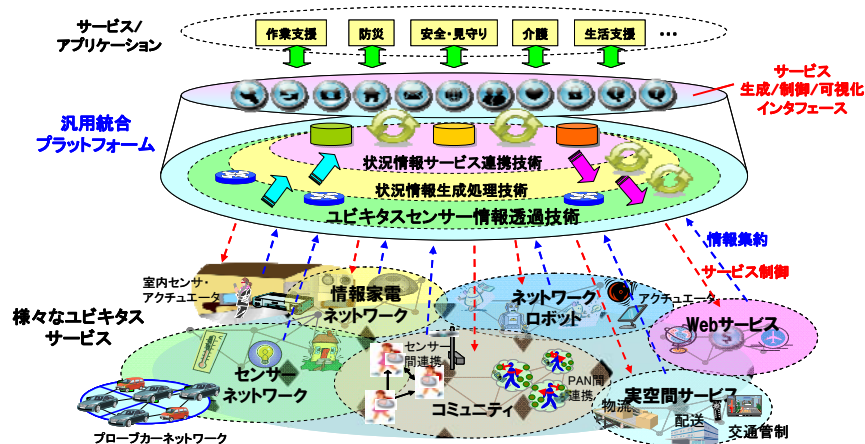 サービス/
アプリケーション
作業支援
防災
安全・見守り
介護
生活支援
…
サービス
生成/制御/可視化
インタフェース
汎用統合
プラットフォーム
状況情報サービス連携技術
状況情報生成処理技術
ユビキタスセンサー情報透過技術
情報集約
サービス制御
室内センサ・
アクチュエータ
情報家電
ネットワーク
ネットワーク
ロボット
アクチュエータ
Webサービス
様々なユビキタス
サービス
センサー
ネットワーク
センサー
間連携
コミュニティ
PAN間
連携
実空間サービス
物流
配送
交通管制
プローブカーネットワーク